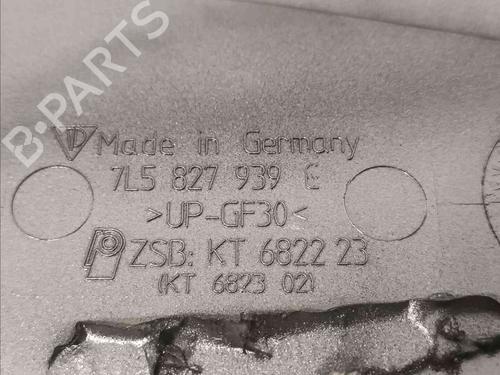 B-PARTS
Made in Germany
7L5 827 939 E
>UP-GF30<
ZSB: KT 6822 23
(KT 6823 02)